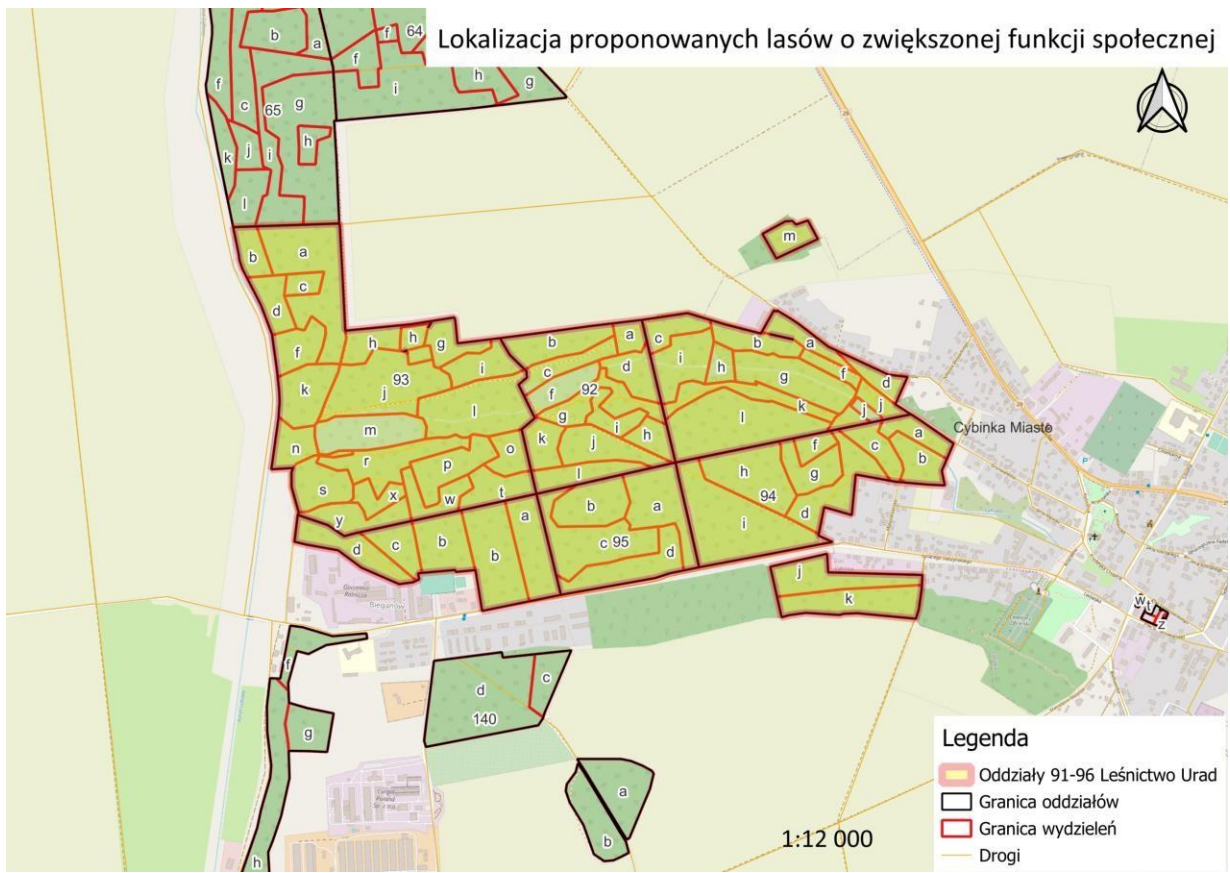 Lokalizacja proponowanych lasów o zwiększonej funkcji społecznej
b
a
f
64
f
f
c
65
g
i
h
g
h
k
j
i
l
m
b
a
c
d
f
h
h
g
i
k
93
j
l
m
n
o
r
p
s
x
w
t
y
b
a
c
d
92
f
g
i
h
k
j
l
c
b
a
i
h
g
f
d
k
j
j
l
a
c
b
Cybinka Miasto
f
h
g
94
d
i
b
a
c 95
d
a
b
b
c
d
j
k
Bieganów
w
t
z
f
g
h
d
c
140
a
b
1:12 000
Legenda
Oddziały 91-96 Leśnictwo Urad
Granica oddziałów
Granica wydzieleń
Drogi